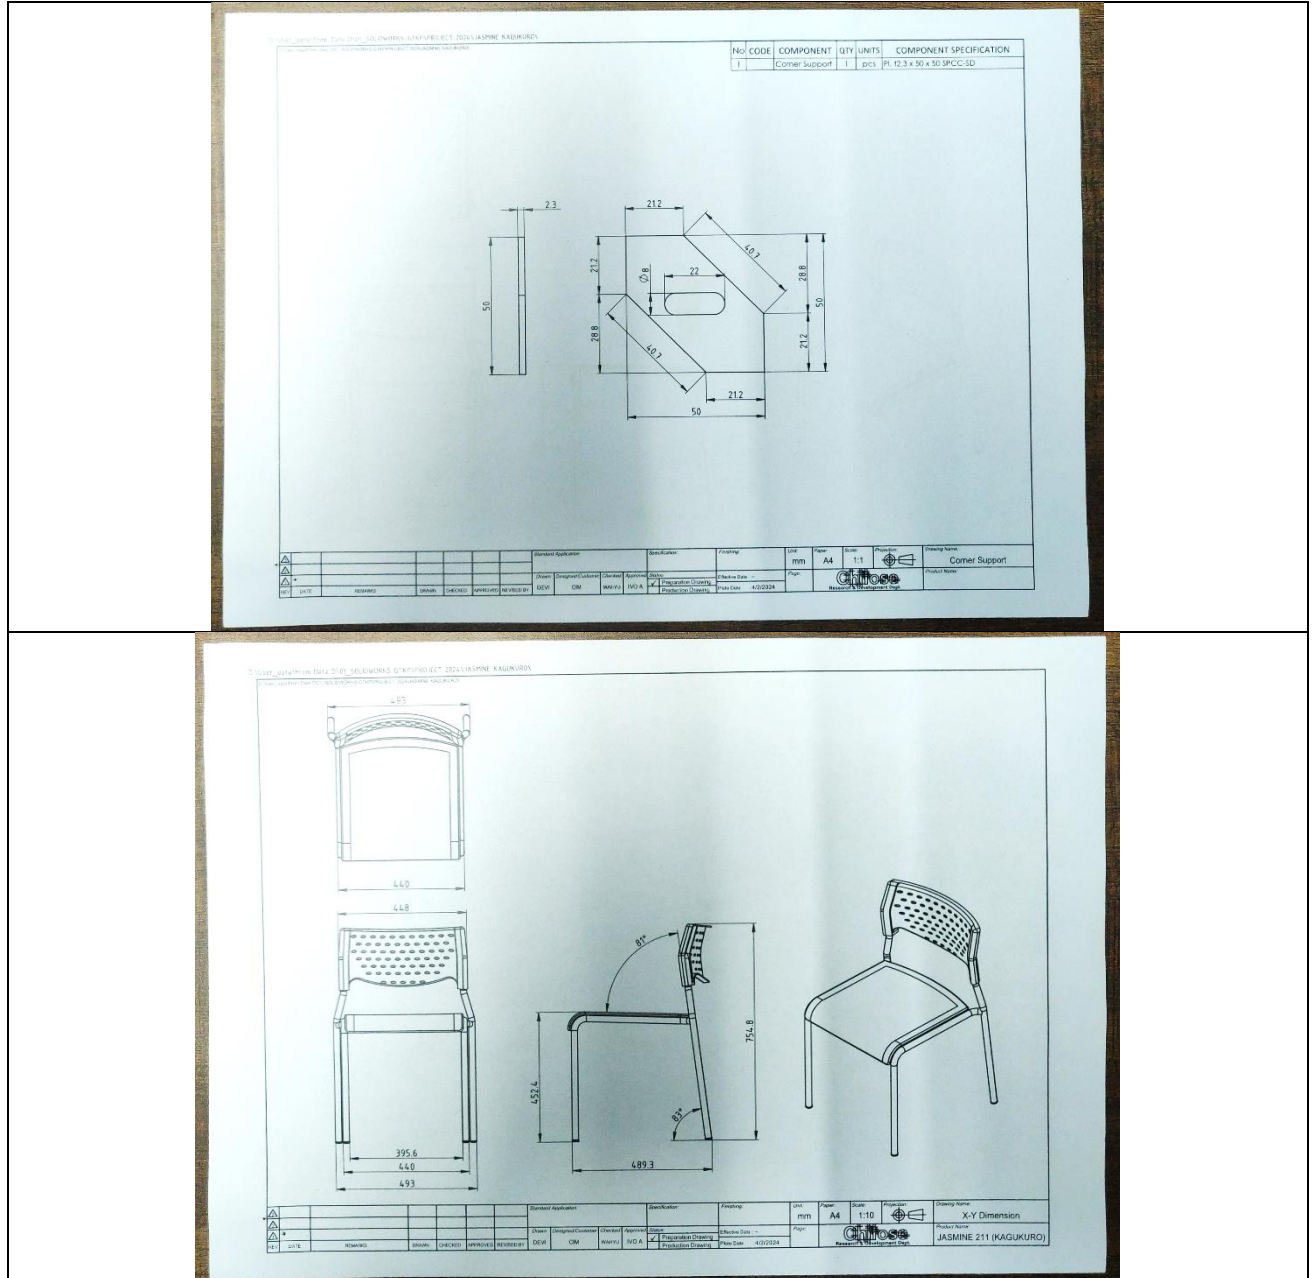 No CODE COMPONENT QTY UNITS COMPONENT SPECIFICATION
1 Corner Support 1 pcs Pl. t2.3 x 50 x 50 SPCC-SD
2.3
50
21.2
40.7
21.2
Ø8
22
28.8
50
28.8
40.7
21.2
21.2
50
Standard Application
Specification
Finishing
Unit
mm
Paper
A4
Scale
1:1
Projection
Drawing Name
Corner Support
Drawn Designed/Customer Checked Approved Status
DEVI CIM WAHYU IVO A
Preparation Drawing
Production Drawing
Effective Date -
Plote Date 4/2/2024
Page
Chitose
Research & Development Dept.
Product Name
REV DATE REMARKS DRAWN CHECKED APPROVED REVISED BY
493
440
448
395.6
440
493
81°
452.4
754.8
83°
489.3
Standard Application
Specification
Finishing
Unit
mm
Paper
A4
Scale
1:10
Projection
Drawing Name
X-Y Dimension
Drawn Designed/Customer Checked Approved Status
DEVI CIM WAHYU IVO A
Preparation Drawing
Production Drawing
Effective Date -
Plote Date 4/2/2024
Page
Chitose
Research & Development Dept.
Product Name
JASMINE 211 (KAGUKURO)
REV DATE REMARKS DRAWN CHECKED APPROVED REVISED BY